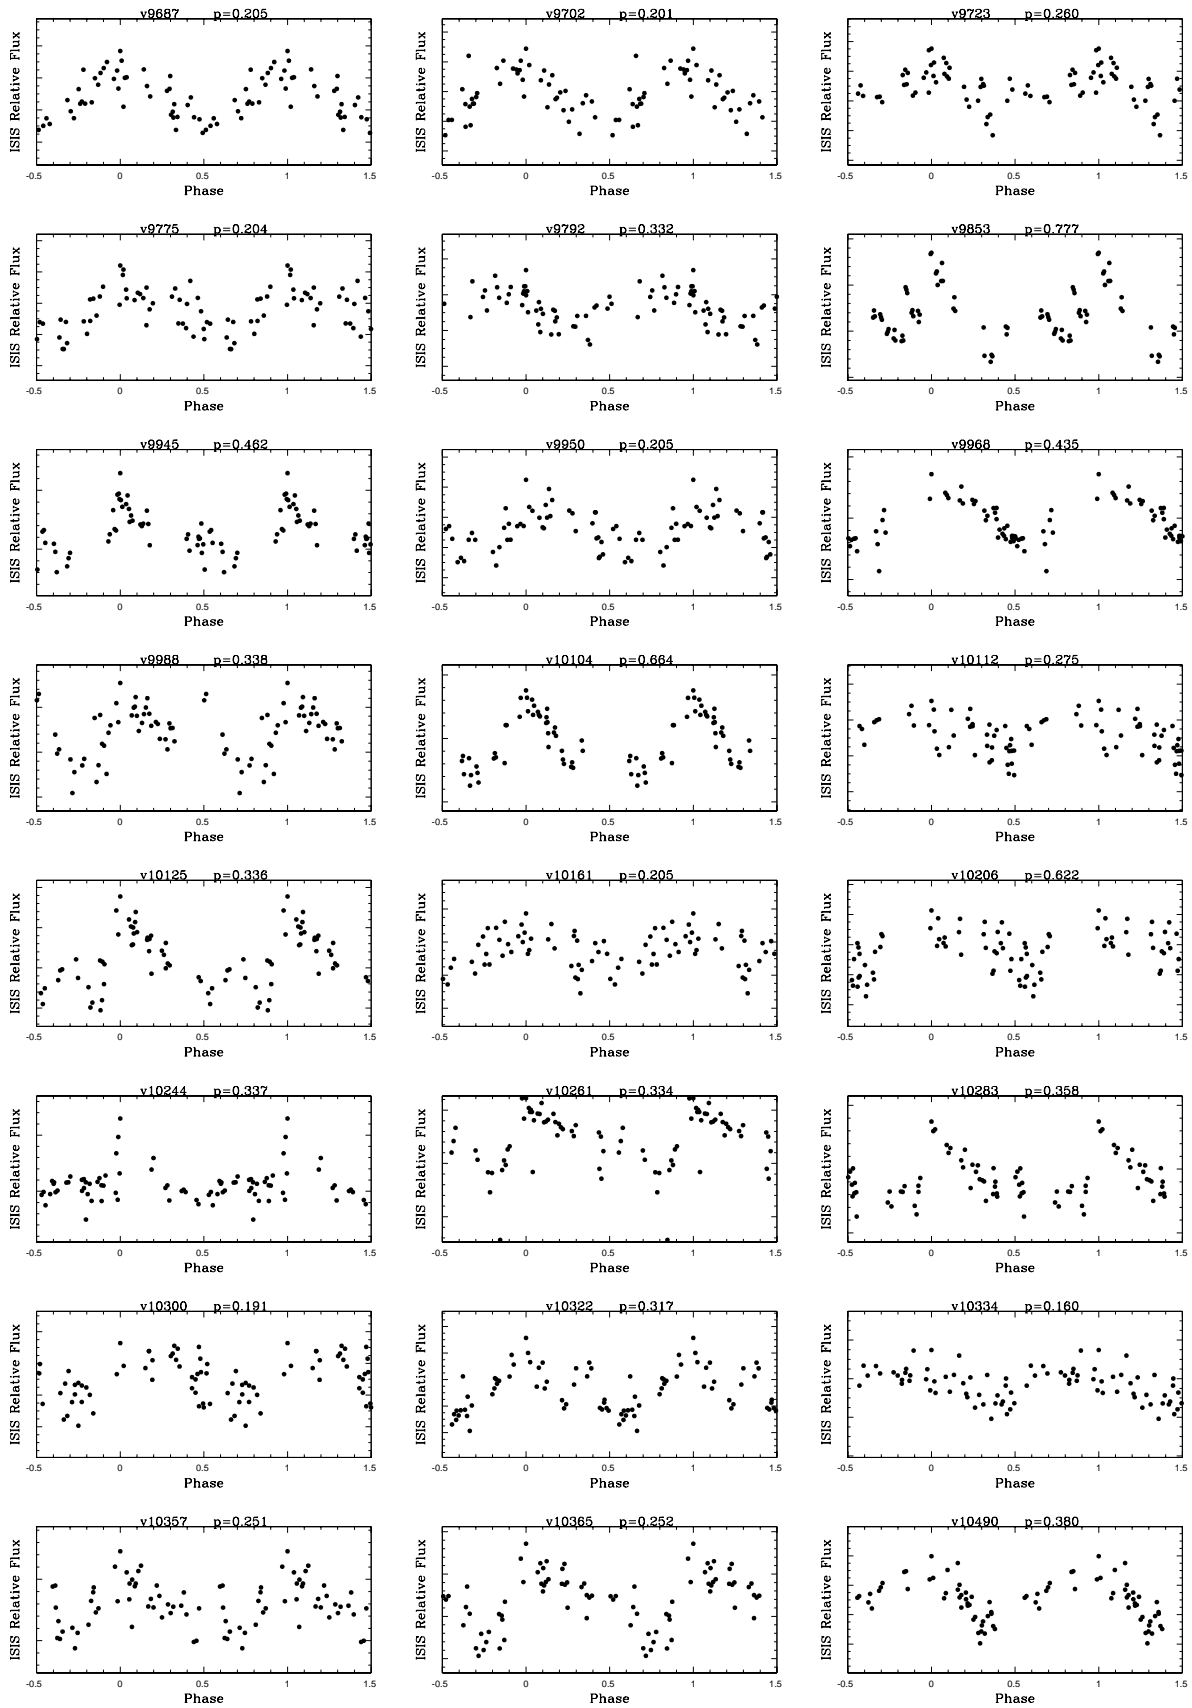 v9687 p=0.205
ISIS Relative Flux
-0.5 0 0.5 1 1.5
Phase
v9702 p=0.201
ISIS Relative Flux
-0.5 0 0.5 1 1.5
Phase
v9723 p=0.260
ISIS Relative Flux
-0.5 0 0.5 1 1.5
Phase
v9775 p=0.204
ISIS Relative Flux
-0.5 0 0.5 1 1.5
Phase
v9792 p=0.332
ISIS Relative Flux
-0.5 0 0.5 1 1.5
Phase
v9853 p=0.777
ISIS Relative Flux
-0.5 0 0.5 1 1.5
Phase
v9945 p=0.462
ISIS Relative Flux
-0.5 0 0.5 1 1.5
Phase
v9950 p=0.205
ISIS Relative Flux
-0.5 0 0.5 1 1.5
Phase
v9968 p=0.435
ISIS Relative Flux
-0.5 0 0.5 1 1.5
Phase
v9988 p=0.338
ISIS Relative Flux
-0.5 0 0.5 1 1.5
Phase
v10104 p=0.664
ISIS Relative Flux
-0.5 0 0.5 1 1.5
Phase
v10112 p=0.275
ISIS Relative Flux
-0.5 0 0.5 1 1.5
Phase
v10125 p=0.336
ISIS Relative Flux
-0.5 0 0.5 1 1.5
Phase
v10161 p=0.205
ISIS Relative Flux
-0.5 0 0.5 1 1.5
Phase
v10206 p=0.622
ISIS Relative Flux
-0.5 0 0.5 1 1.5
Phase
v10244 p=0.337
ISIS Relative Flux
-0.5 0 0.5 1 1.5
Phase
v10261 p=0.334
ISIS Relative Flux
-0.5 0 0.5 1 1.5
Phase
v10283 p=0.358
ISIS Relative Flux
-0.5 0 0.5 1 1.5
Phase
v10300 p=0.191
ISIS Relative Flux
-0.5 0 0.5 1 1.5
Phase
v10322 p=0.317
ISIS Relative Flux
-0.5 0 0.5 1 1.5
Phase
v10334 p=0.160
ISIS Relative Flux
-0.5 0 0.5 1 1.5
Phase
v10357 p=0.251
ISIS Relative Flux
-0.5 0 0.5 1 1.5
Phase
v10365 p=0.252
ISIS Relative Flux
-0.5 0 0.5 1 1.5
Phase
v10490 p=0.380
ISIS Relative Flux
-0.5 0 0.5 1 1.5
Phase